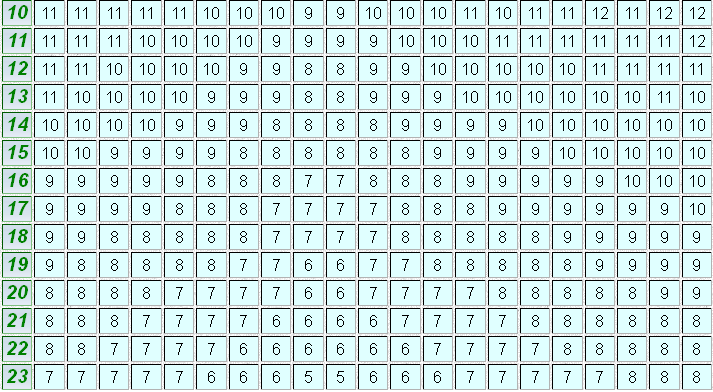 10 11 11 11 11 11 10 10 10 9 9 10 10 10 11 10 11 11 12 11 12 12
11 11 11 11 10 10 10 10 9 9 9 9 10 10 10 11 11 11 11 11 11 12
12 11 11 10 10 10 10 9 9 8 8 9 9 10 10 10 10 10 11 11 11 11
13 11 10 10 10 10 9 9 9 8 8 9 9 9 10 10 10 10 10 10 11 10
14 10 10 10 10 9 9 9 8 8 8 8 9 9 9 9 10 10 10 10 10 10
15 10 10 9 9 9 9 8 8 8 8 8 8 9 9 9 9 10 10 10 10 10
16 9 9 9 9 9 8 8 8 7 7 8 8 8 9 9 9 9 9 10 10 10
17 9 9 9 9 8 8 8 7 7 7 7 8 8 8 9 9 9 9 9 9 10
18 9 9 8 8 8 8 8 7 7 7 7 8 8 8 8 8 9 9 9 9 9
19 9 8 8 8 8 8 7 7 6 6 7 7 8 8 8 8 8 9 9 9 9
20 8 8 8 8 7 7 7 7 6 6 7 7 7 7 8 8 8 8 8 9 9
21 8 8 8 7 7 7 7 6 6 6 6 7 7 7 7 8 8 8 8 8 8
22 8 8 7 7 7 7 6 6 6 6 6 6 7 7 7 7 8 8 8 8 8
23 7 7 7 7 7 6 6 6 5 5 6 6 6 7 7 7 7 7 8 8 8